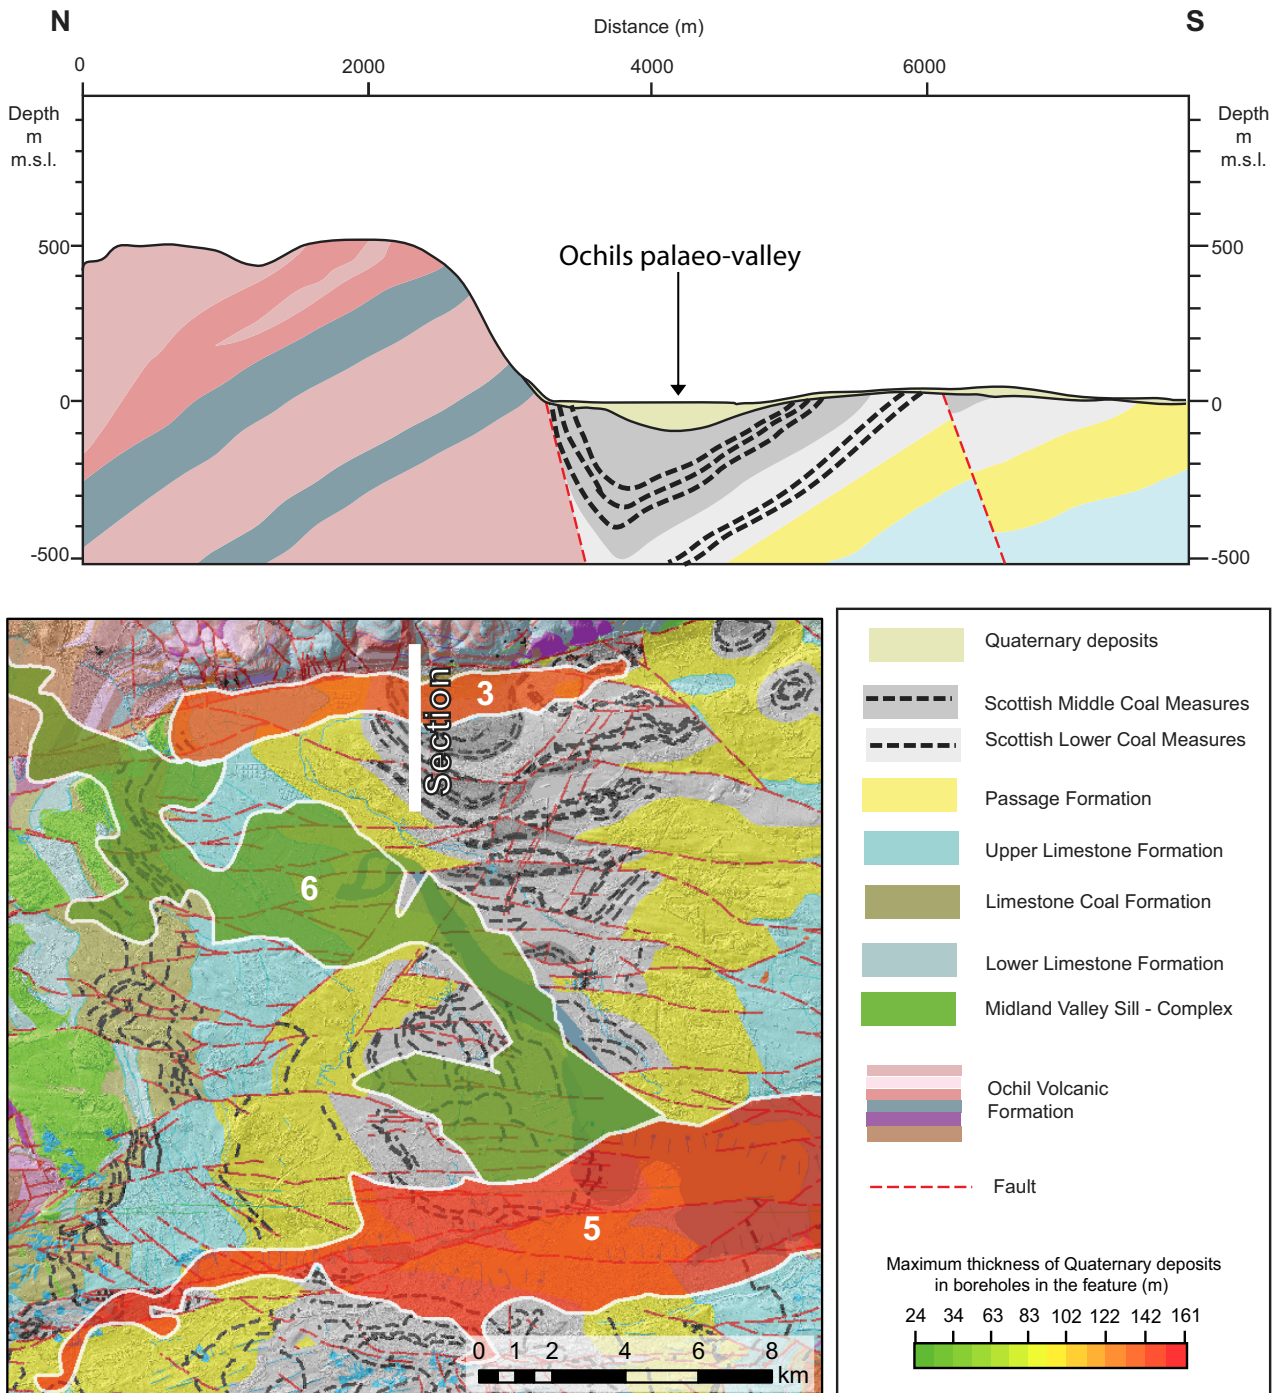 N
Distance (m)
S
0
2000
4000
6000
Depth
m
m.s.l.
Depth
m
m.s.l.
500
500
Ochils palaeo-valley
0
0
-500
-500
3
Section
6
5
0 1 2 4 6 8
km
Quaternary deposits
Scottish Middle Coal Measures
Scottish Lower Coal Measures
Passage Formation
Upper Limestone Formation
Limestone Coal Formation
Lower Limestone Formation
Midland Valley Sill - Complex
Ochil Volcanic
Formation
Fault
Maximum thickness of Quaternary deposits
in boreholes in the feature (m)
24 34 63 83 102 122 142 161